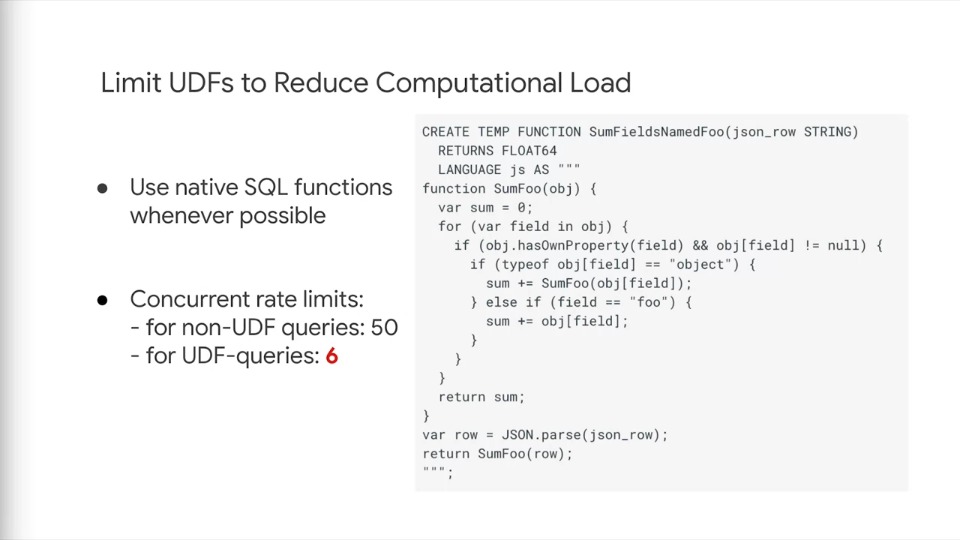 Limit UDFs to Reduce Computational Load
● Use native SQL functions
whenever possible
● Concurrent rate limits:
- for non-UDF queries: 50
- for UDF-queries: 6
CREATE TEMP FUNCTION SumFieldsNamedFoo(json_row STRING)
  RETURNS FLOAT64
  LANGUAGE js AS """
function SumFoo(obj) {
  var sum = 0;
  for (var field in obj) {
    if (obj.hasOwnProperty(field) && obj[field] != null) {
      if (typeof obj[field] == "object") {
        sum += SumFoo(obj[field]);
      } else if (field == "foo") {
        sum += obj[field];
      }
    }
  }
  return sum;
}
var row = JSON.parse(json_row);
return SumFoo(row);
""";